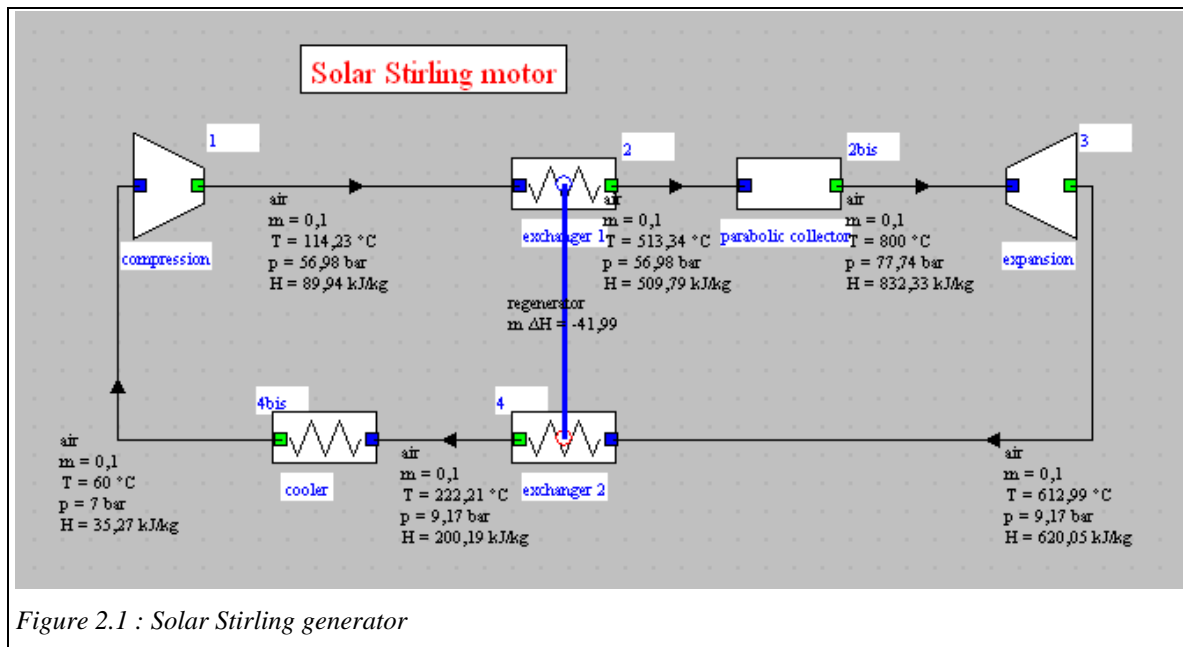 Solar Stirling motor
1
2
2bis
3
air
m = 0,1
T = 114,23 °C
p = 56,98 bar
H = 89,94 kJ/kg
compression
exchanger 1
air
m = 0,1
T = 513,34 °C
p = 56,98 bar
H = 509,79 kJ/kg
parabolic collector
air
m = 0,1
T = 800 °C
p = 77,74 bar
H = 832,33 kJ/kg
expansion
regenerator
m ΔH = -41,99
4bis
4
air
m = 0,1
T = 60 °C
p = 7 bar
H = 35,27 kJ/kg
cooler
air
m = 0,1
T = 222,21 °C
p = 9,17 bar
H = 200,19 kJ/kg
exchanger 2
air
m = 0,1
T = 612,99 °C
p = 9,17 bar
H = 620,05 kJ/kg
Figure 2.1 : Solar Stirling generator